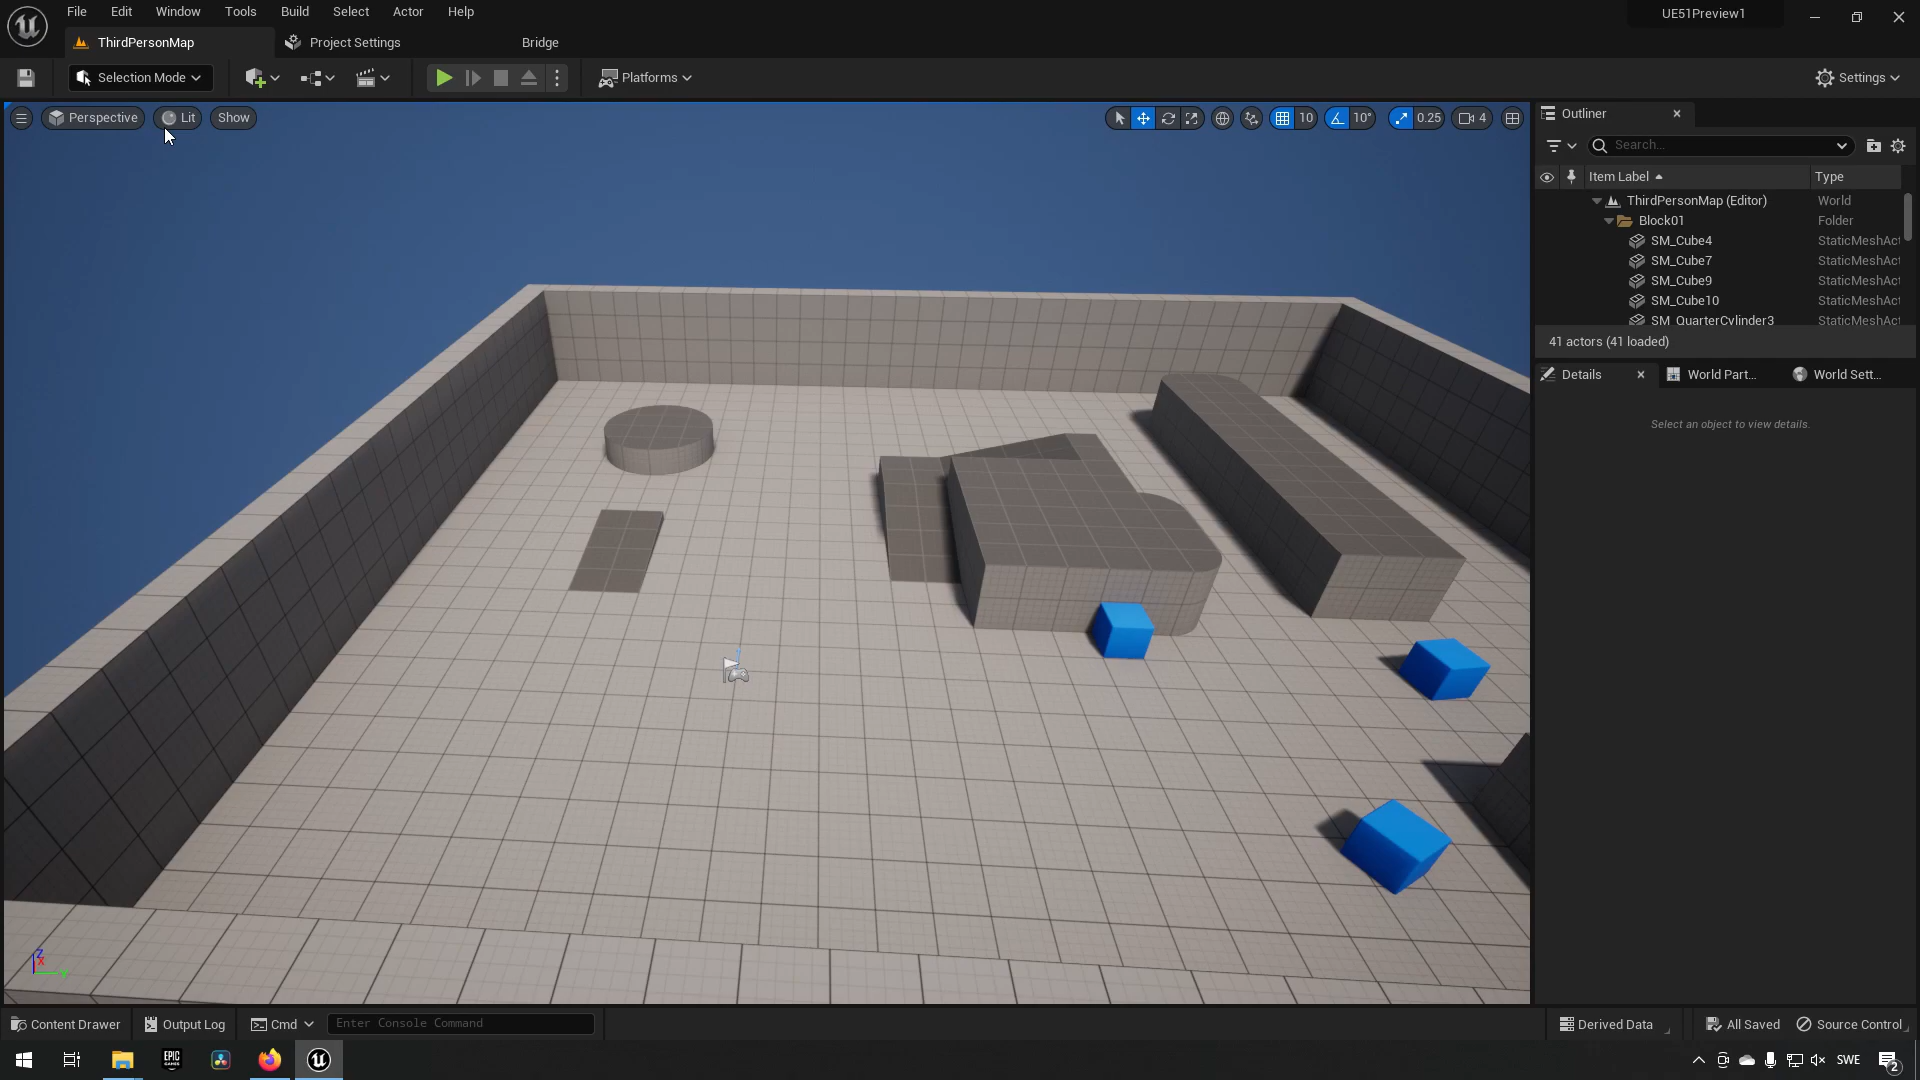 File Edit Window Tools Build Select Actor Help UE51Preview1
ThirdPersonMap Project Settings Bridge
Selection Mode Platforms Settings
Perspective Lit Show 10 10° 0.25 4
Outliner
Search...
Item Label Type
ThirdPersonMap (Editor) World
Block01 Folder
SM_Cube4 StaticMeshAct
SM_Cube7 StaticMeshAct
SM_Cube9 StaticMeshAct
SM_Cube10 StaticMeshAct
SM_QuarterCylinder3 StaticMeshAct
41 actors (41 loaded)
Details World Part... World Sett...
Select an object to view details.
Z
X
Content Drawer Output Log Cmd Enter Console Command Derived Data All Saved Source Control
EPIC GAMES SWE 2